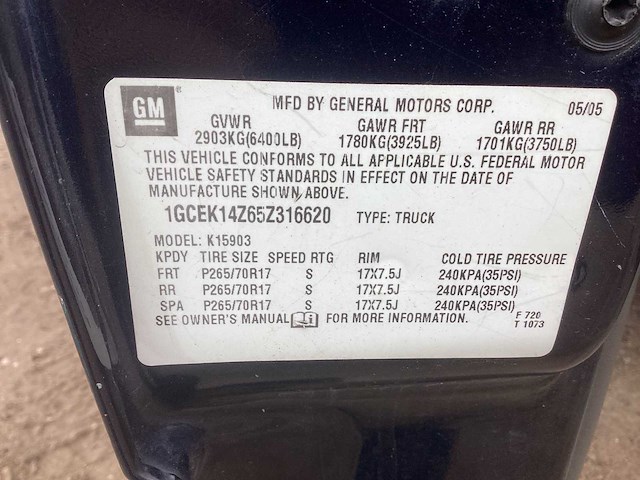 GM ® MFD BY GENERAL MOTORS CORP. 05/05
GVWR GAWR FRT GAWR RR
2903KG(6400LB) 1780KG(3925LB) 1701KG(3750LB)
THIS VEHICLE CONFORMS TO ALL APPLICABLE U.S. FEDERAL MOTOR
VEHICLE SAFETY STANDARDS IN EFFECT ON THE DATE OF
MANUFACTURE SHOWN ABOVE.
1GCEK14Z65Z316620 TYPE: TRUCK
MODEL: K15903
KPDY TIRE SIZE SPEED RTG RIM COLD TIRE PRESSURE
FRT P265/70R17 S 17X7.5J 240KPA(35PSI)
RR P265/70R17 S 17X7.5J 240KPA(35PSI)
SPA P265/70R17 S 17X7.5J 240KPA(35PSI)
SEE OWNER'S MANUAL FOR MORE INFORMATION. F 720
T 1073